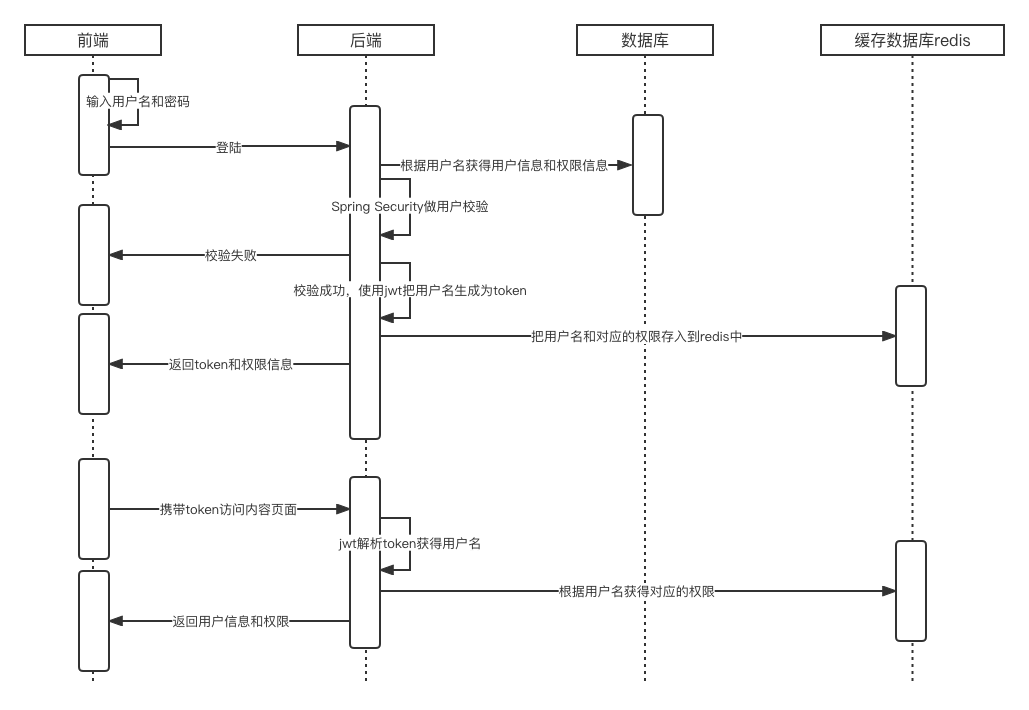 前端
后端
数据库
缓存数据库redis
输入用户名和密码
登陆
根据用户名获得用户信息和权限信息
Spring Security做用户校验
校验失败
校验成功，使用jwt把用户名生成为token
把用户名和对应的权限存入到redis中
返回token和权限信息
携带token访问内容页面
jwt解析token获得用户名
根据用户名获得对应的权限
返回用户信息和权限